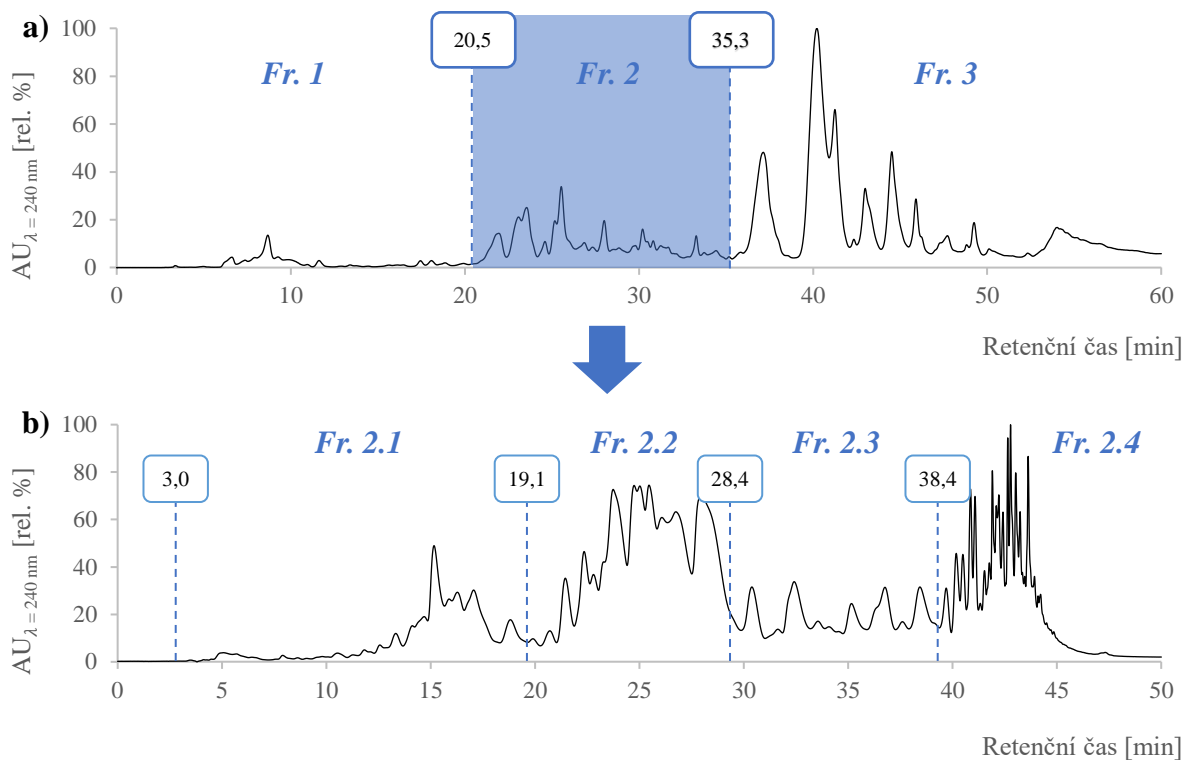 a)
AU λ = 240 nm [rel. %]
100
80
60
40
20
0
20,5
35,3
Fr. 1
Fr. 2
Fr. 3
0 10 20 30 40 50 60
Retenční čas [min]
b)
AU λ = 240 nm [rel. %]
100
80
60
40
20
0
Fr. 2.1
Fr. 2.2
Fr. 2.3
Fr. 2.4
3,0
19,1
28,4
38,4
0 5 10 15 20 25 30 35 40 45 50
Retenční čas [min]